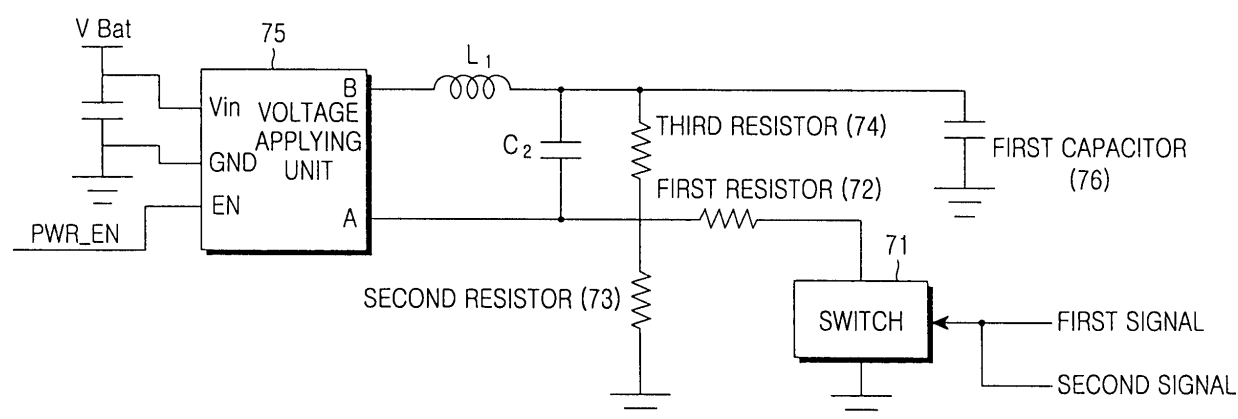 V Bat
75
L1
Vin
B
VOLTAGE
APPLYING
UNIT
GND
EN
A
PWR_EN
C2
THIRD RESISTOR (74)
FIRST RESISTOR (72)
FIRST CAPACITOR
(76)
SECOND RESISTOR (73)
71
SWITCH
FIRST SIGNAL
SECOND SIGNAL